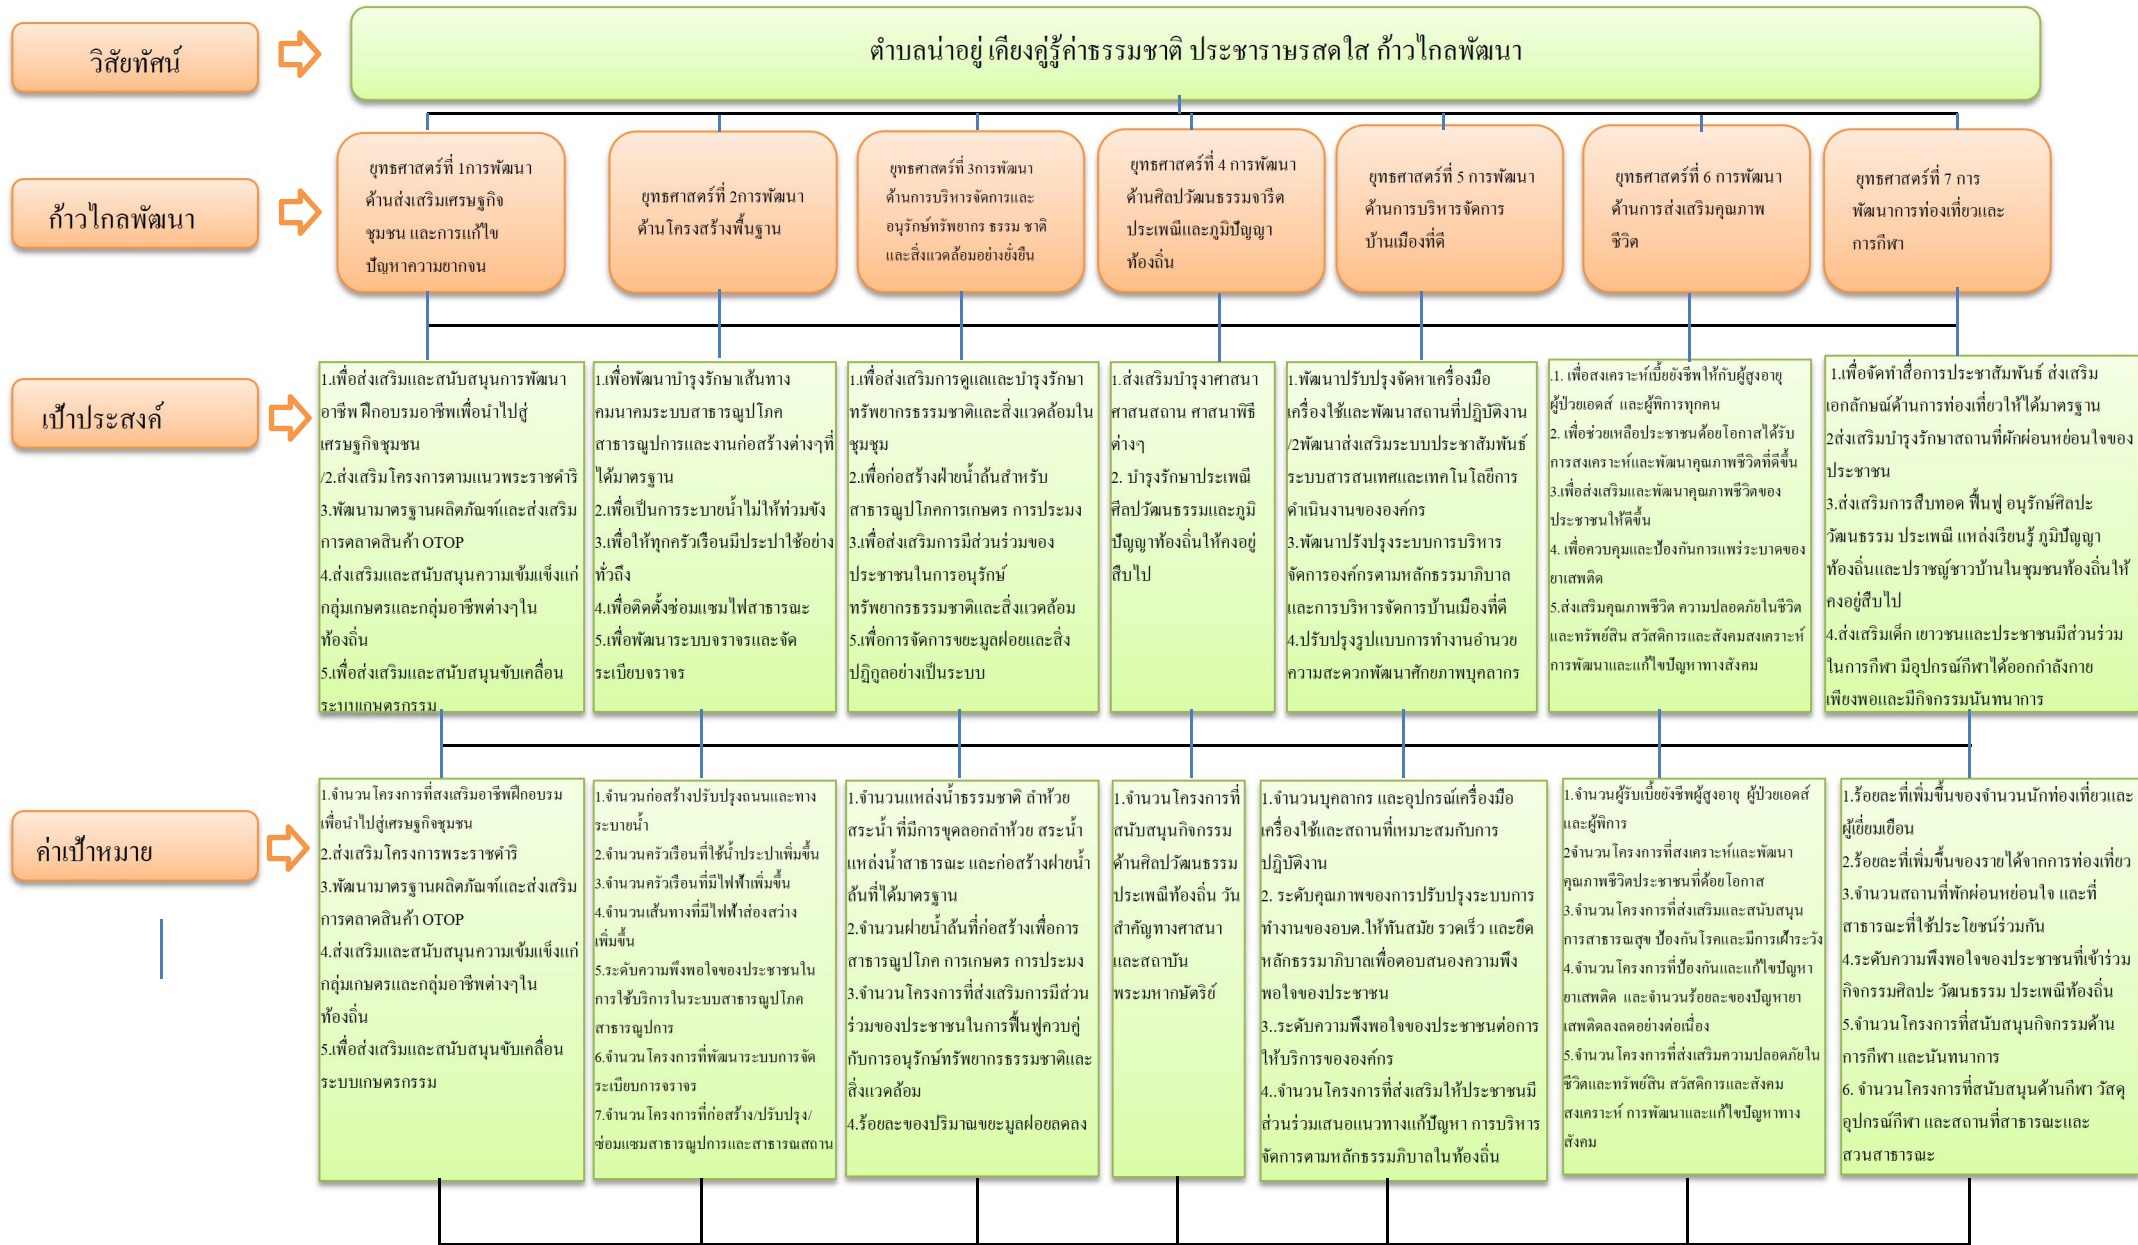 วิสัยทัศน์
ตำบลน่าอยู่ เคียงคู่รู้ค่าธรรมชาติ ประชาราษรสดใส ก้าวไกลพัฒนา
ก้าวไกลพัฒนา
ยุทธศาสตร์ที่ 1การพัฒนา
ด้านส่งเสริมเศรษฐกิจ
ชุมชน และการแก้ไข
ปัญหาความยากจน
ยุทธศาสตร์ที่ 2การพัฒนา
ด้านโครงสร้างพื้นฐาน
ยุทธศาสตร์ที่ 3การพัฒนา
ด้านการบริหารจัดการและ
อนุรักษ์ทรัพยากร ธรรม ชาติ
และสิ่งแวดล้อมอย่างยั่งยืน
ยุทธศาสตร์ที่ 4 การพัฒนา
ด้านศิลปวัฒนธรรมจารีต
ประเพณีและภูมิปัญญา
ท้องถิ่น
ยุทธศาสตร์ที่ 5 การพัฒนา
ด้านการบริหารจัดการ
บ้านเมืองที่ดี
ยุทธศาสตร์ที่ 6 การพัฒนา
ด้านการส่งเสริมคุณภาพ
ชีวิต
ยุทธศาสตร์ที่ 7 การ
พัฒนาการท่องเที่ยวและ
การกีฬา
เป้าประสงค์
1.เพื่อส่งเสริมและสนับสนุนการพัฒนา
อาชีพ ฝึกอบรมอาชีพเพื่อนำไปสู่
เศรษฐกิจชุมชน
/2.ส่งเสริมโครงการตามแนวพระราชดำริ
3.พัฒนามาตรฐานผลิตภัณฑ์และส่งเสริม
การตลาดสินค้า OTOP
4.ส่งเสริมและสนับสนุนความเข้มแข็งแก่
กลุ่มเกษตรและกลุ่มอาชีพต่างๆใน
ท้องถิ่น
5.เพื่อส่งเสริมและสนับสนุนขับเคลื่อน
ระบบเกษตรกรรม
1.เพื่อพัฒนาบำรุงรักษาเส้นทาง
คมนาคมระบบสาธารณูปโภค
สาธารณูปการและงานก่อสร้างต่างๆที่
ได้มาตรฐาน
2.เพื่อเป็นการระบายน้ำไม่ให้ท่วมขัง
3.เพื่อให้ทุกครัวเรือนมีประปาใช้อย่าง
ทั่วถึง
4.เพื่อติดตั้งซ่อมแซมไฟสาธารณะ
5.เพื่อพัฒนาระบบจราจรและจัด
ระเบียบจราจร
1.เพื่อส่งเสริมการดูแลและบำรุงรักษา
ทรัพยากรธรรมชาติและสิ่งแวดล้อมใน
ชุมชุม
2.เพื่อก่อสร้างฝายน้ำล้นสำหรับ
สาธารณูปโภคการเกษตร การประมง
3.เพื่อส่งเสริมการมีส่วนร่วมของ
ประชาชนในการอนุรักษ์
ทรัพยากรธรรมชาติและสิ่งแวดล้อม
5.เพื่อการจัดการขยะมูลฝอยและสิ่ง
ปฏิกูลอย่างเป็นระบบ
1.ส่งเสริมบำรุงาศาสนา
ศาสนสถาน ศาสนาพิธี
ต่างๆ
2. บำรุงรักษาประเพณี
ศิลปวัฒนธรรมและภูมิ
ปัญญาท้องถิ่นให้คงอยู่
สืบไป
1.พัฒนาปรับปรุงจัดหาเครื่องมือ
เครื่องใช้และพัฒนาสถานที่ปฏิบัติงาน
/2พัฒนาส่งเสริมระบบประชาสัมพันธ์
ระบบสารสนเทศและเทคโนโลยีการ
ดำเนินงานขององค์กร
3.พัฒนาปรังปรุงระบบการบริหาร
จัดการองค์กรตามหลักธรรมาภิบาล
และการบริหารจัดการบ้านเมืองที่ดี
4.ปรับปรุงรูปแบบการทำงานอำนวย
ความสะดวกพัฒนาศักยภาพบุคลากร
.1. เพื่อสงเคราะห์เบี้ยยังชีพให้กับผู้สูงอายุ
ผู้ป่วยเอดส์ และผู้พิการทุกคน
2. เพื่อช่วยเหลือประชาชนด้อยโอกาสได้รับ
การสงเคราะห์และพัฒนาคุณภาพชีวิตที่ดีขึ้น
3.เพื่อส่งเสริมและพัฒนาคุณภาพชีวิตของ
ประชาชนให้ดีขึ้น
4. เพื่อควบคุมและป้องกันการแพร่ระบาดของ
ยาเสพติด
5.ส่งเสริมคุณภาพชีวิต ความปลอดภัยในชีวิต
และทรัพย์สิน สวัสดิการและสังคมสงเคราะห์
การพัฒนาและแก้ไขปัญหาทางสังคม
1.เพื่อจัดทำสื่อการประชาสัมพันธ์ ส่งเสริม
เอกลักษณ์ด้านการท่องเที่ยวให้ได้มาตรฐาน
2ส่งเสริมบำรุงรักษาสถานที่ผักผ่อนหย่อนใจของ
ประชาชน
3.ส่งเสริมการสืบทอด ฟื้นฟู อนุรักษ์ศิลปะ
วัฒนธรรม ประเพณี แหล่งเรียนรู้ ภูมิปัญญา
ท้องถิ่นและปราชญ์ชาวบ้านในชุมชนท้องถิ่นให้
คงอยู่สืบไป
4.ส่งเสริมเด็ก เยาวชนและประชาชนมีส่วนร่วม
ในการกีฬา มีอุปกรณ์กีฬาได้ออกกำลังกาย
เพียงพอและมีกิจกรรมนันทนาการ
ค่าเป้าหมาย
1.จำนวนโครงการที่สงเสริมอาชีพฝึกอบรม
เพื่อนำไปสู่เศรษฐกิจชุมชน
2.ส่งเสริมโครงการพระราชดำริ
3.พัฒนามาตรฐานผลิตภัณฑ์และส่งเสริม
การตลาดสินค้า OTOP
4.ส่งเสริมและสนับสนุนความเข้มแข็งแก่
กลุ่มเกษตรและกลุ่มอาชีพต่างๆใน
ท้องถิ่น
5.เพื่อส่งเสริมและสนับสนุนขับเคลื่อน
ระบบเกษตรกรรม
1.จำนวนก่อสร้างปรับปรุงถนนและทาง
ระบายน้ำ
2.จำนวนครัวเรือนที่ใช้น้ำประปาเพิ่มขึ้น
3.จำนวนครัวเรือนที่มีไฟฟ้าเพิ่มขึ้น
4.จำนวนเส้นทางที่มีไฟฟ้าส่องสว่าง
เพิ่มขึ้น
5.ระดับความพึงพอใจของประชาชนใน
การใช้บริการในระบบสาธารณูปโภค
สาธารณูปการ
6.จำนวนโครงการที่พัฒนาระบบการจัด
ระเบียบการจราจร
7.จำนวนโครงการที่ก่อสร้าง/ปรับปรุง/
ซ่อมแซมสาธารณูปการและสาธารณสถาน
1.จำนวนแหล่งน้ำธรรมชาติ ลำห้วย
สระน้ำ ที่มีการขุดลอกลำห้วย สระน้ำ
แหล่งน้ำสาธารณะ และก่อสร้างฝายน้ำ
ล้นที่ได้มาตรฐาน
2.จำนวนฝายน้ำล้นที่ก่อสร้างเพื่อการ
สาธารณูปโภค การเกษตร การประมง
3.จำนวนโครงการที่ส่งเสริมการมีส่วน
ร่วมของประชาชนในการฟื้นฟูควบคู่
กับการอนุรักษ์ทรัพยากรธรรมชาติและ
สิ่งแวดล้อม
4.ร้อยละของปริมาณขยะมูลฝอยลดลง
1.จำนวนโครงการที่
สนับสนุนกิจกรรม
ด้านศิลปวัฒนธรรม
ประเพณีท้องถิ่น วัน
สำคัญทางศาสนา
และสถาบัน
พระมหากษัตริย์
1.จำนวนบุคลากร และอุปกรณ์เครื่องมือ
เครื่องใช้และสถานที่เหมาะสมกับการ
ปฏิบัติงาน
2. ระดับคุณภาพของการปรับปรุงระบบการ
ทำงานของอบต.ให้ทันสมัย รวดเร็ว และยึด
หลักธรรมาภิบาลเพื่อตอบสนองความพึง
พอใจของประชาชน
3..ระดับความพึงพอใจของประชาชนต่อการ
ให้บริการขององค์กร
4..จำนวนโครงการที่ส่งเสริมให้ประชาชนมี
ส่วนร่วมเสนอแนวทางแก้ปัญหา การบริหาร
จัดการตามหลักธรรมภิบาลในท้องถิ่น
1.จำนวนผู้รับเบี้ยยังชีพผู้สูงอายุ ผู้ป่วยเอดส์
และผู้พิการ
2จำนวนโครงการที่สงเคราะห์และพัฒนา
คุณภาพชีวิตประชาชนที่ด้อยโอกาส
3.จำนวนโครงการที่ส่งเสริมและสนับสนุน
การสาธารณสุข ป้องกันโรคและมีการเฝ้าระวัง
4.จำนวนโครงการที่ป้องกันและแก้ไขปัญหา
ยาเสพติด และจำนวนร้อยละของปัญหายา
เสพติดลงลดอย่างต่อเนื่อง
5.จำนวนโครงการที่ส่งเสริมความปลอดภัยใน
ชีวิตและทรัพย์สิน สวัสดิการและสังคม
สงเคราะห์ การพัฒนาและแก้ไขปัญหาทาง
สังคม
1.ร้อยละที่เพิ่มขึ้นของจำนวนนักท่องเที่ยวและ
ผู้เยี่ยมเยือน
2.ร้อยละที่เพิ่มขึ้นของรายได้จากการท่องเที่ยว
3.จำนวนสถานที่พักผ่อนหย่อนใจ และที่
สาธารณะที่ใช้ประโยชน์ร่วมกัน
4.ระดับความพึงพอใจของประชาชนที่เข้าร่วม
กิจกรรมศิลปะ วัฒนธรรม ประเพณีท้องถิ่น
5.จำนวนโครงการที่สนับสนุนกิจกรรมด้าน
การกีฬา และนันทนาการ
6. จำนวนโครงการที่สนับสนุนด้านกีฬา วัสดุ
อุปกรณ์กีฬา และสถานที่สาธารณะและ
สวนสาธารณะ